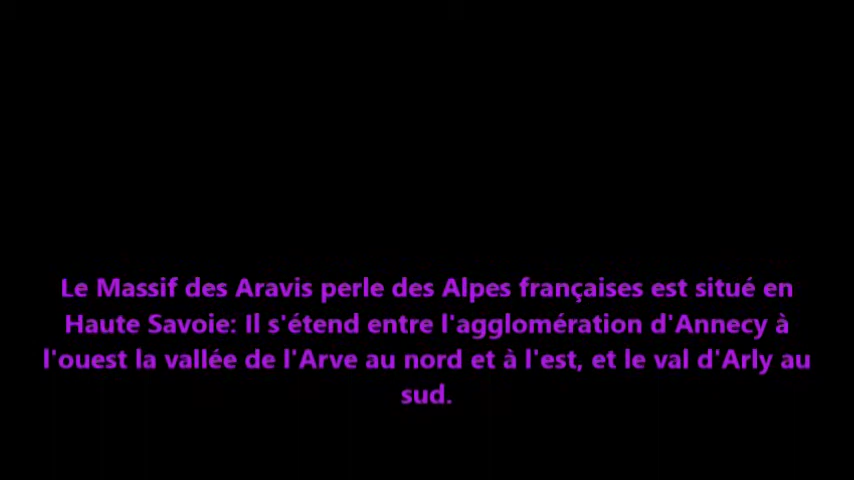 Le Massif des Aravis perle des Alpes françaises est situé en
Haute Savoie: Il s'étend entre l'agglomération d'Annecy à
l'ouest la vallée de l'Arve au nord et à l'est, et le val d'Arly au
sud.